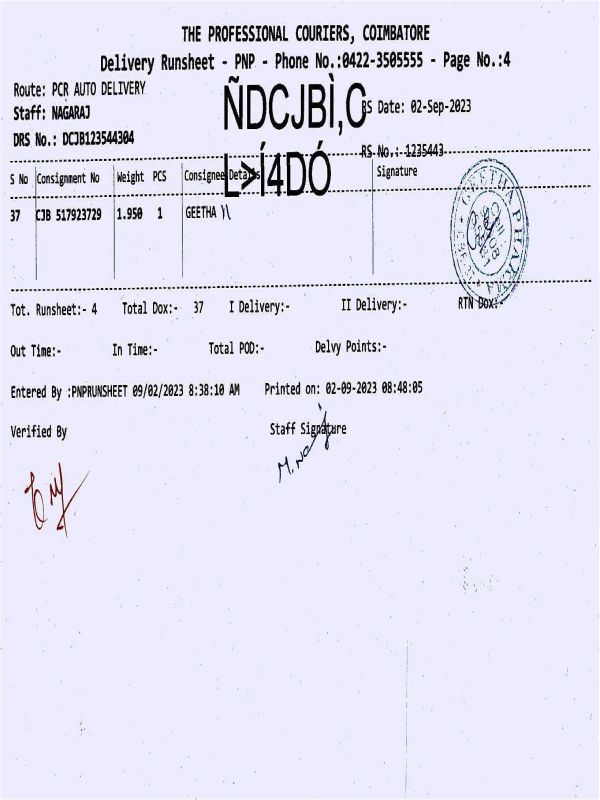 THE PROFESSIONAL COURIERS, COIMBATORE
Delivery Runsheet - PNP - Phone No.:0422-3505555 - Page No.:4
Route: PCR AUTO DELIVERY
ÑDCJBÌ,C
RS Date: 02-Sep-2023
Staff: NAGARAJ
DRS No.: DCJB123544304
L>Í4DÓ
RS No.: 1235443
S No Consignment No Weight PCS Consignee Details Signature
37 CJB 517923729 1.950 1 GEETHA
PHARMA
Tot. Runsheet:- 4 Total Dox:- 37 I Delivery:- II Delivery:- RTN Dox:-
Out Time:- In Time:- Total POD:- Delvy Points:-
Entered By :PNPRUNSHEET 09/02/2023 8:38:10 AM Printed on: 02-09-2023 08:48:05
Verified By Staff Signature